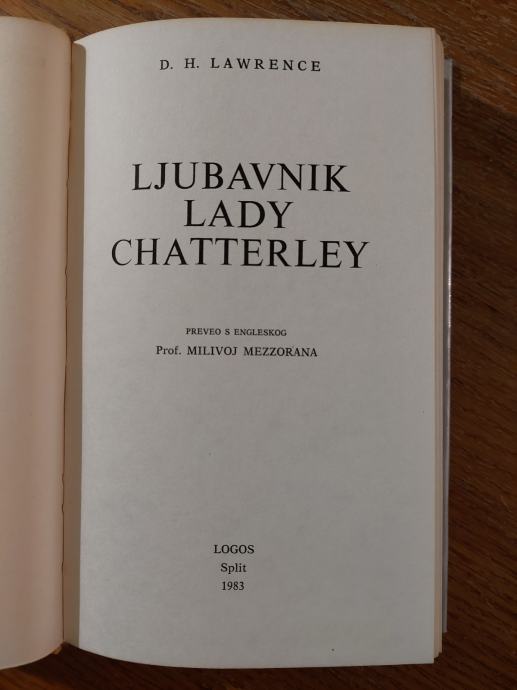 D. H. LAWRENCE
LJUBAVNIK
LADY
CHATTERLEY
PREVEO S ENGLESKOG
Prof. MILIVOJ MEZZORANA
LOGOS
Split
1983